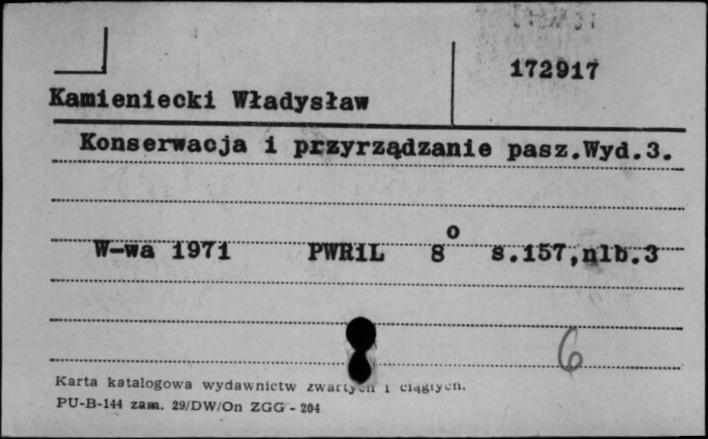 172917
Kamieniecki Władysław
Konserwacja i przyrządzanie pasz.Wyd.3.
W-wa 1971 PWRiL 8° s.157,nlb.3
6
Karta katalogowa wydawnictw zwartych i ciągłych.
PU-B-144 zam. 29/DW/On ZGG - 204